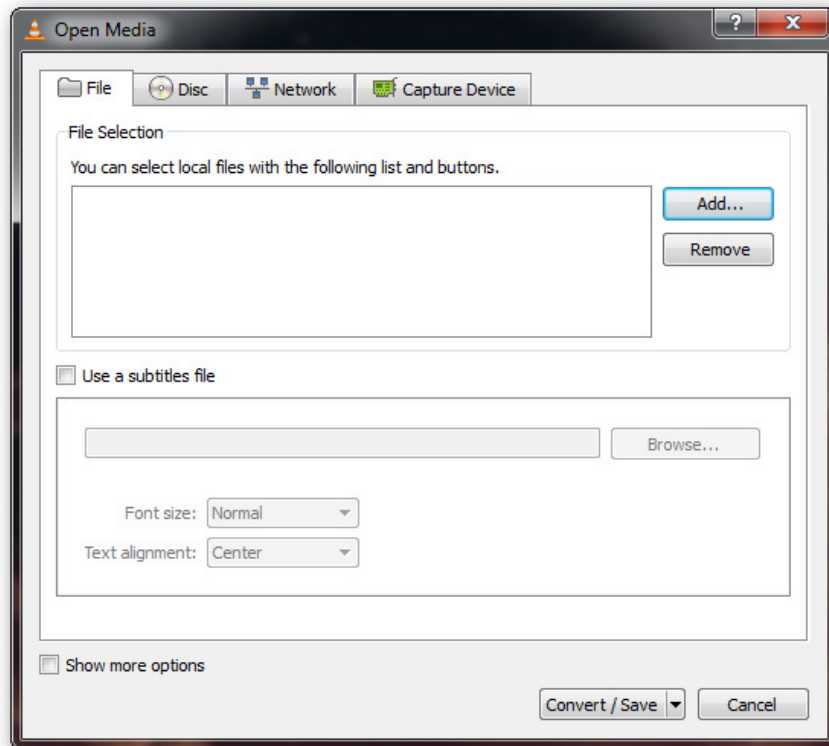 Open Media
?
X
File
Disc
Network
Capture Device
File Selection
You can select local files with the following list and buttons.
Add...
Remove
Use a subtitles file
Browse...
Font size: Normal
Text alignment: Center
Show more options
Convert / Save
Cancel